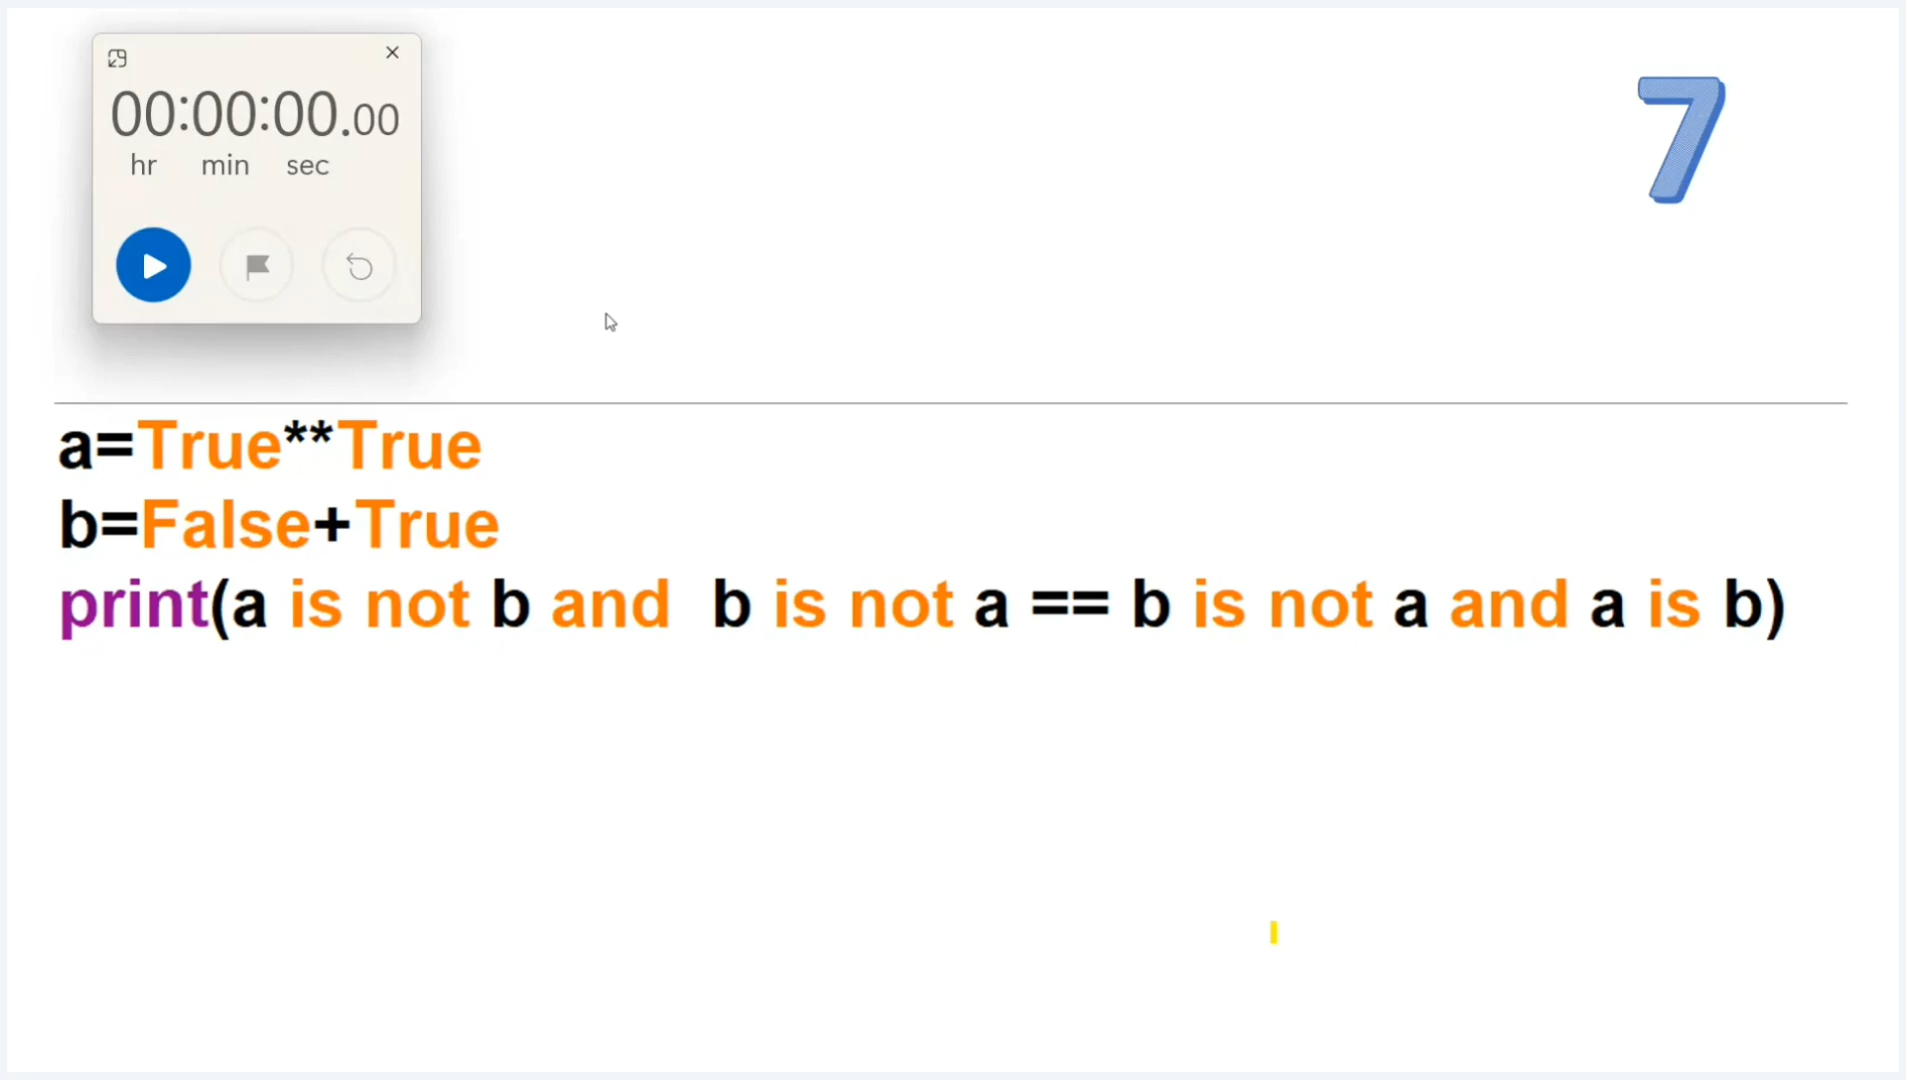 00:00:00.00
hr min sec
7
a=True**True
b=False+True
print(a is not b and  b is not a == b is not a and a is b)